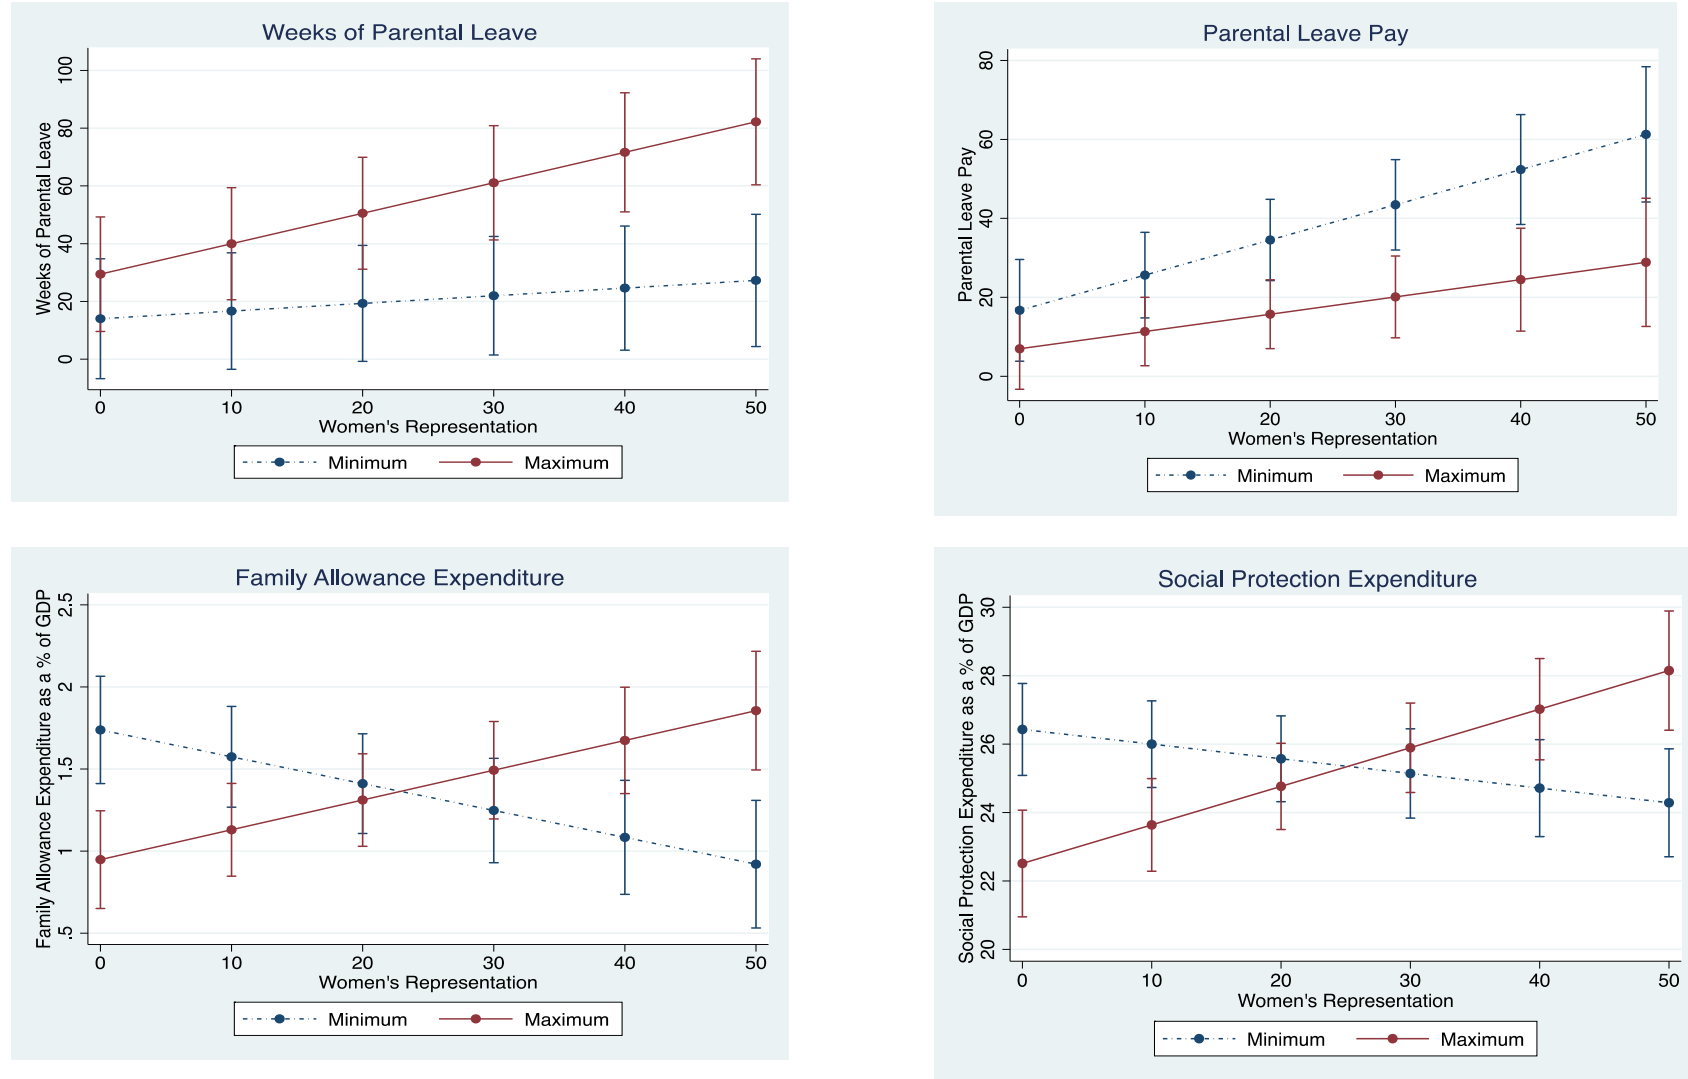 Weeks of Parental Leave
Weeks of Parental Leave
100
80
60
40
20
0
0 10 20 30 40 50
Women's Representation
Minimum Maximum
Parental Leave Pay
Parental Leave Pay
80
60
40
20
0
0 10 20 30 40 50
Women's Representation
Minimum Maximum
Family Allowance Expenditure
Family Allowance Expenditure as a % of GDP
2.5
2
1.5
1
.5
0 10 20 30 40 50
Women's Representation
Minimum Maximum
Social Protection Expenditure
Social Protection Expenditure as a % of GDP
30
28
26
24
22
20
0 10 20 30 40 50
Women's Representation
Minimum Maximum